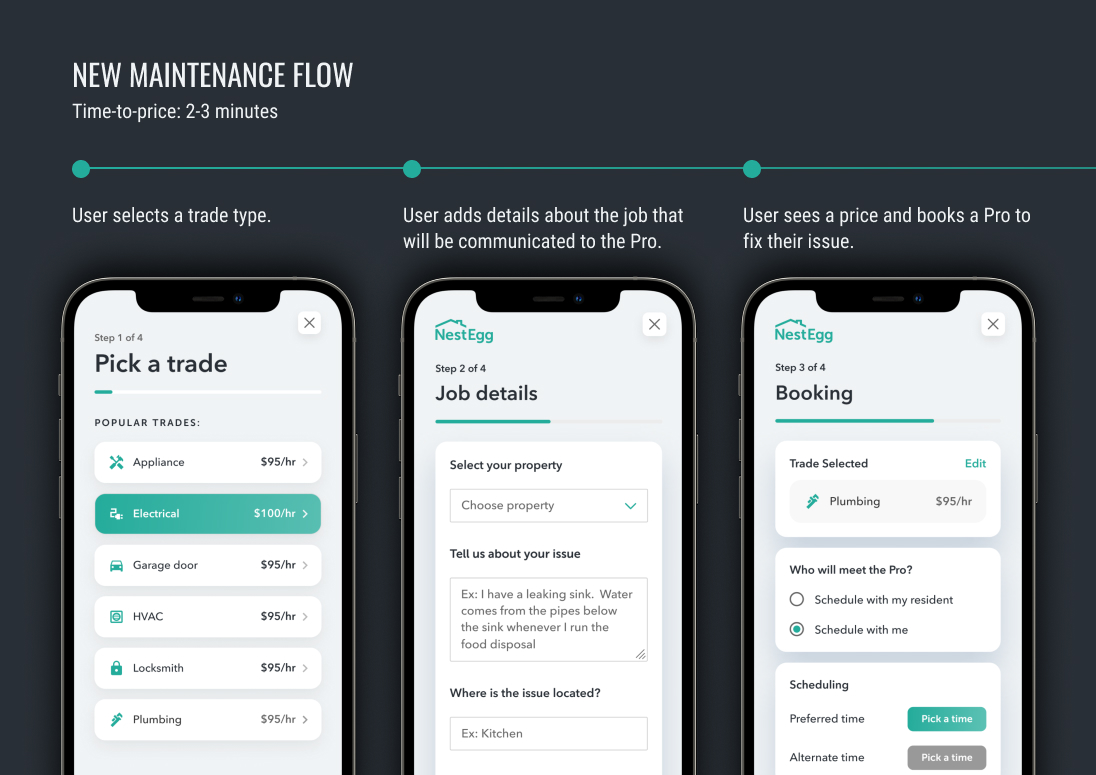 NEW MAINTENANCE FLOW
Time-to-price: 2-3 minutes
User selects a trade type.
User adds details about the job that
will be communicated to the Pro.
User sees a price and books a Pro to
fix their issue.
Step 1 of 4
Pick a trade
POPULAR TRADES:
Appliance $95/hr
Electrical $100/hr
Garage door $95/hr
HVAC $95/hr
Locksmith $95/hr
Plumbing $95/hr
NestEgg
Step 2 of 4
Job details
Select your property
Choose property
Tell us about your issue
Ex: I have a leaking sink. Water
comes from the pipes below
the sink whenever I run the
food disposal
Where is the issue located?
Ex: Kitchen
NestEgg
Step 3 of 4
Booking
Trade Selected Edit
Plumbing $95/hr
Who will meet the Pro?
Schedule with my resident
Schedule with me
Scheduling
Preferred time Pick a time
Alternate time Pick a time